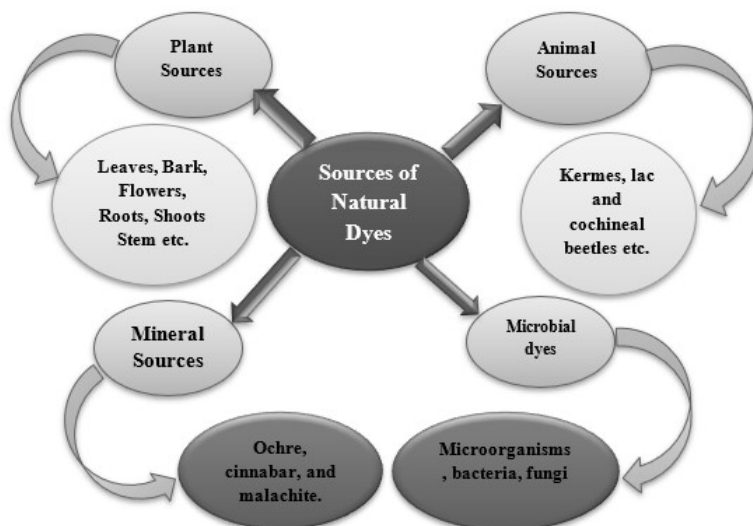 Plant
Sources
Animal
Sources
Leaves, Bark,
Flowers,
Roots, Shoots
Stem etc.
Sources of
Natural
Dyes
Kermes, lac
and
cochineal
beetles etc.
Mineral
Sources
Microbial
dyes
Ochre,
cinnabar, and
malachite.
Microorganisms
, bacteria, fungi